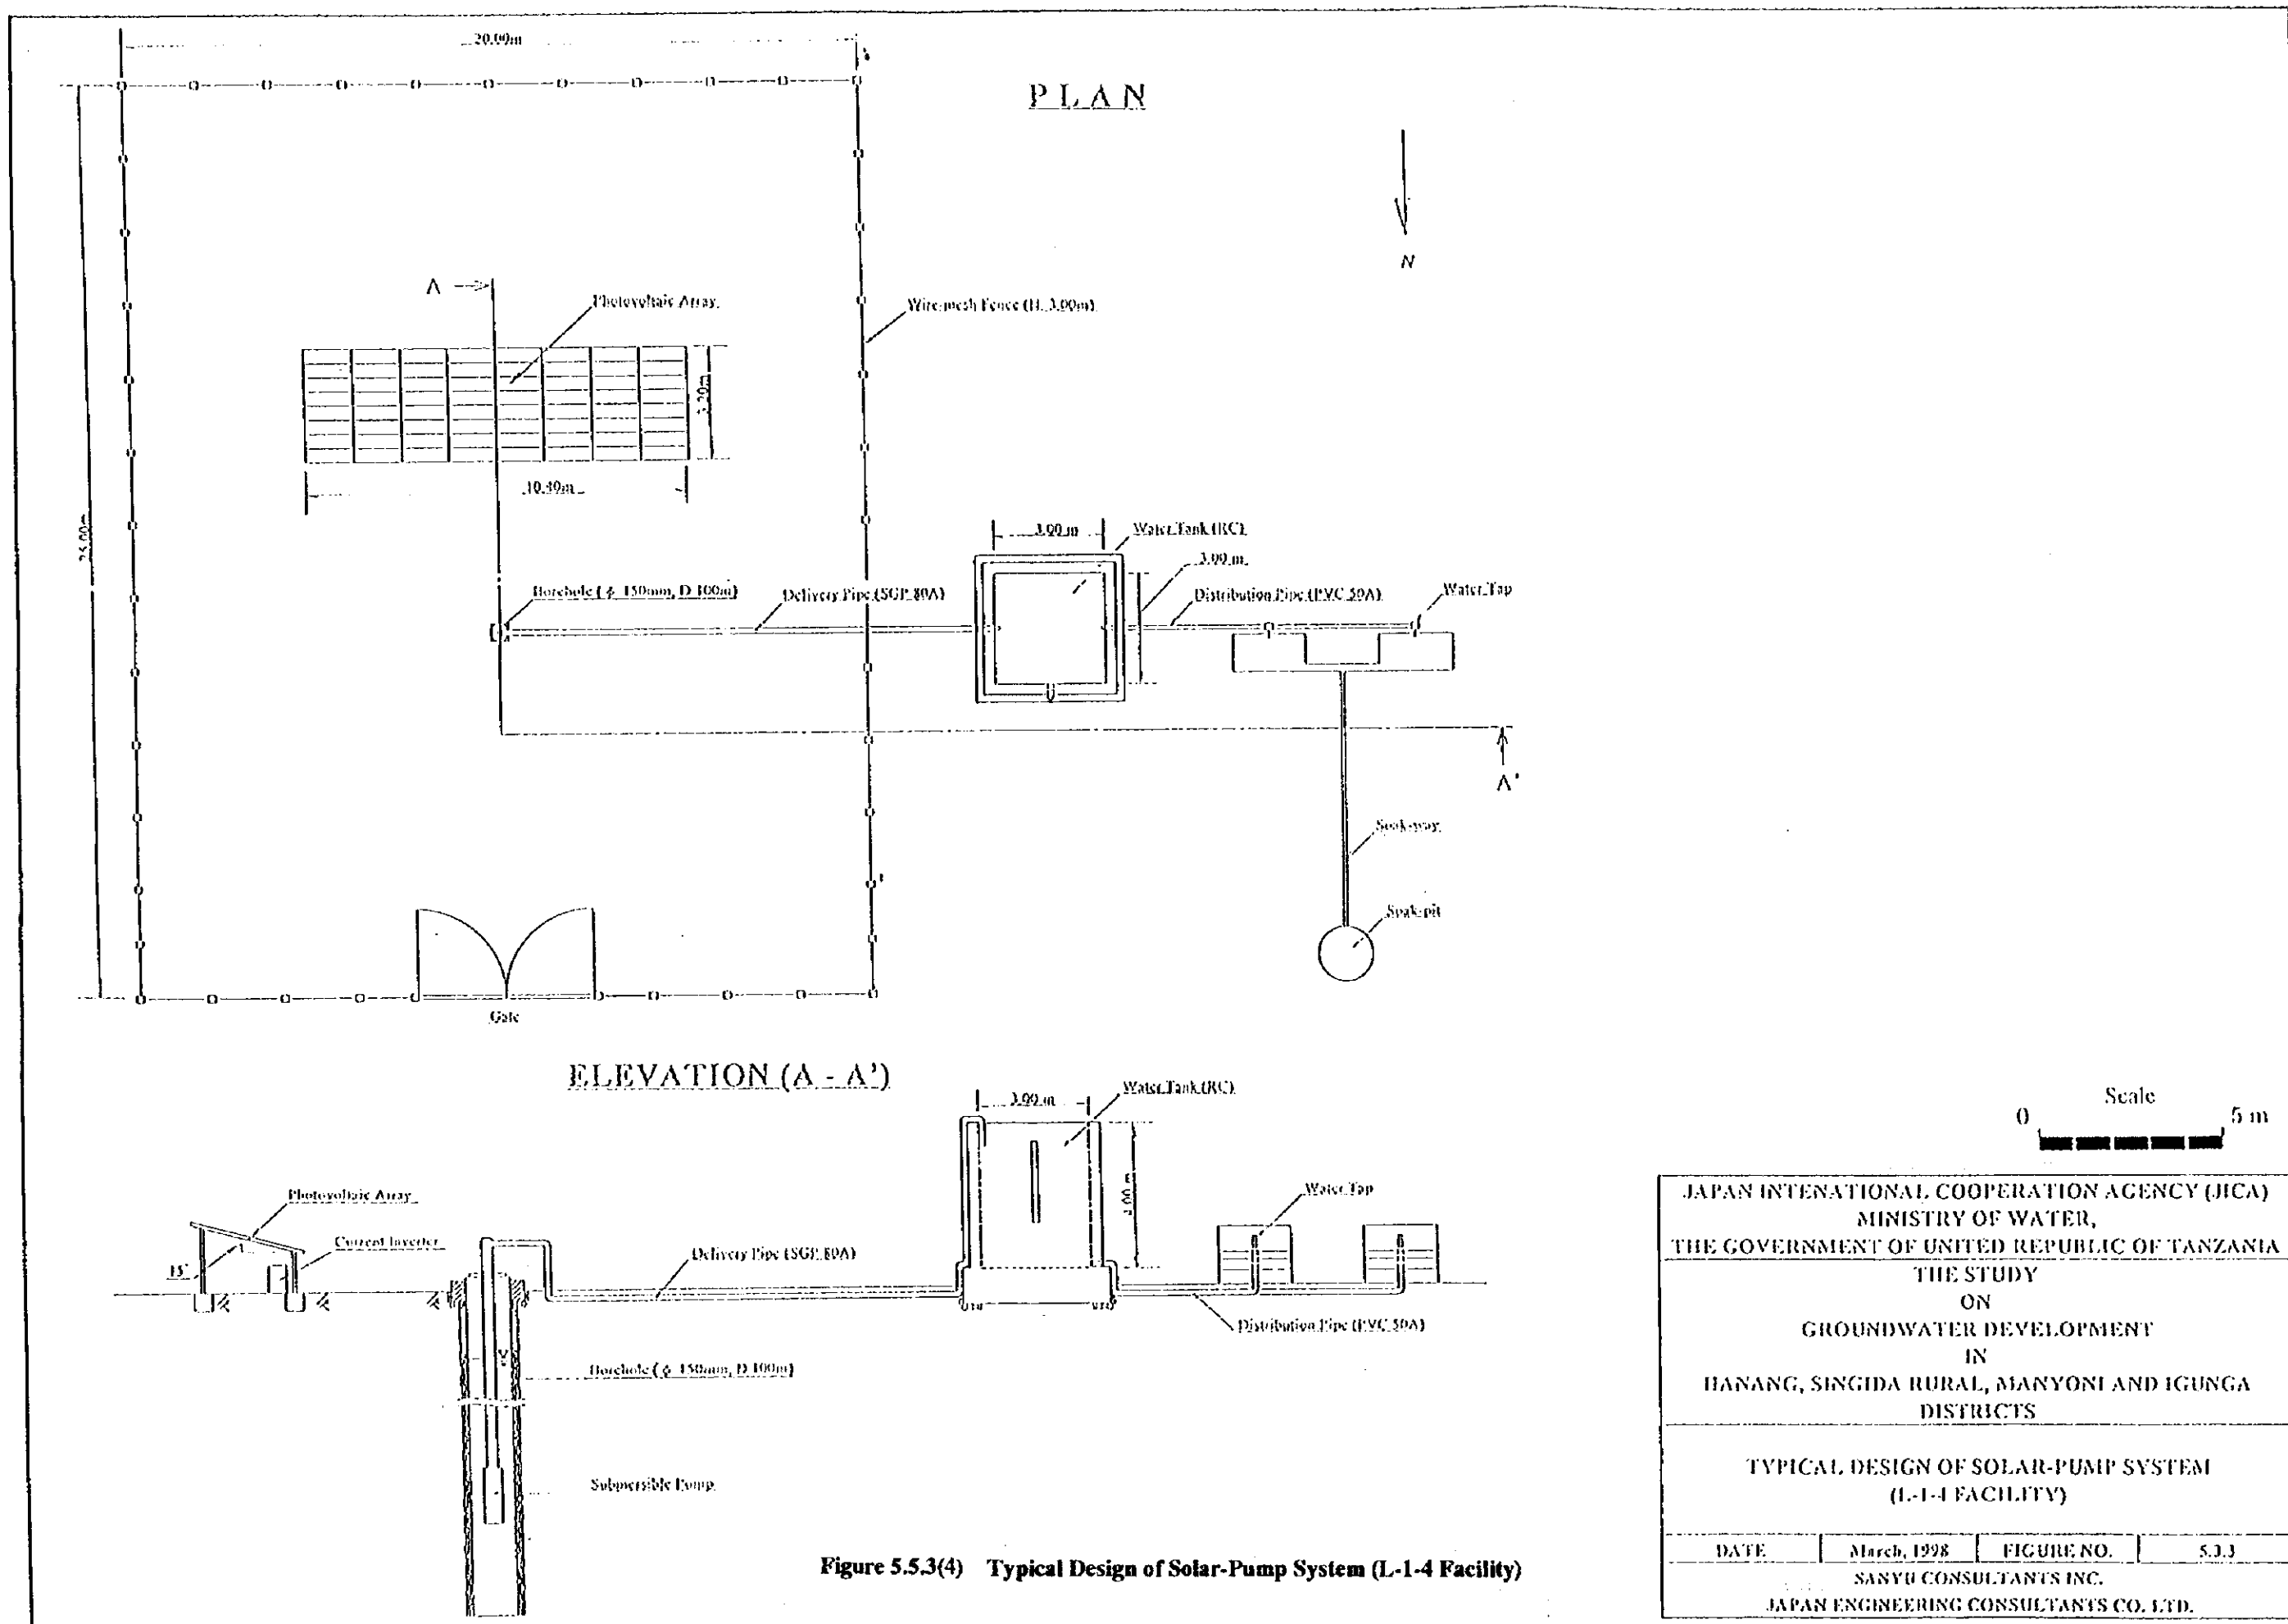 20.00m
PLAN
N
A
Photovoltaic Array
Wire-mesh Fence (H. 3.00m)
3.20m
10.40m
25.00m
3.00 m
Water Tank (RC)
3.00 m
Borehole ( φ 150mm, D 100m)
Delivery Pipe (SGP 80A)
Distribution Pipe (PVC 50A)
Water Tap
A'
Soak-way
Soak-pit
Gate
ELEVATION (A - A')
3.00 m
Water Tank (RC)
Photovoltaic Array
Current Inverter
15°
Delivery Pipe (SGP 80A)
Water Tap
Distribution Pipe (PVC 50A)
Borehole ( φ 150mm, D 100m)
Submersible Pump
Scale
0 5 m
JAPAN INTENATIONAL COOPERATION AGENCY (JICA)
MINISTRY OF WATER,
THE GOVERNMENT OF UNITED REPUBLIC OF TANZANIA
THE STUDY
ON
GROUNDWATER DEVELOPMENT
IN
HANANG, SINGIDA RURAL, MANYONI AND IGUNGA
DISTRICTS
TYPICAL DESIGN OF SOLAR-PUMP SYSTEM
(L-1-4 FACILITY)
DATE March, 1998 FIGURE NO. 5.3.3
SANYU CONSULTANTS INC.
JAPAN ENGINEERING CONSULTANTS CO. LTD.
Figure 5.5.3(4) Typical Design of Solar-Pump System (L-1-4 Facility)